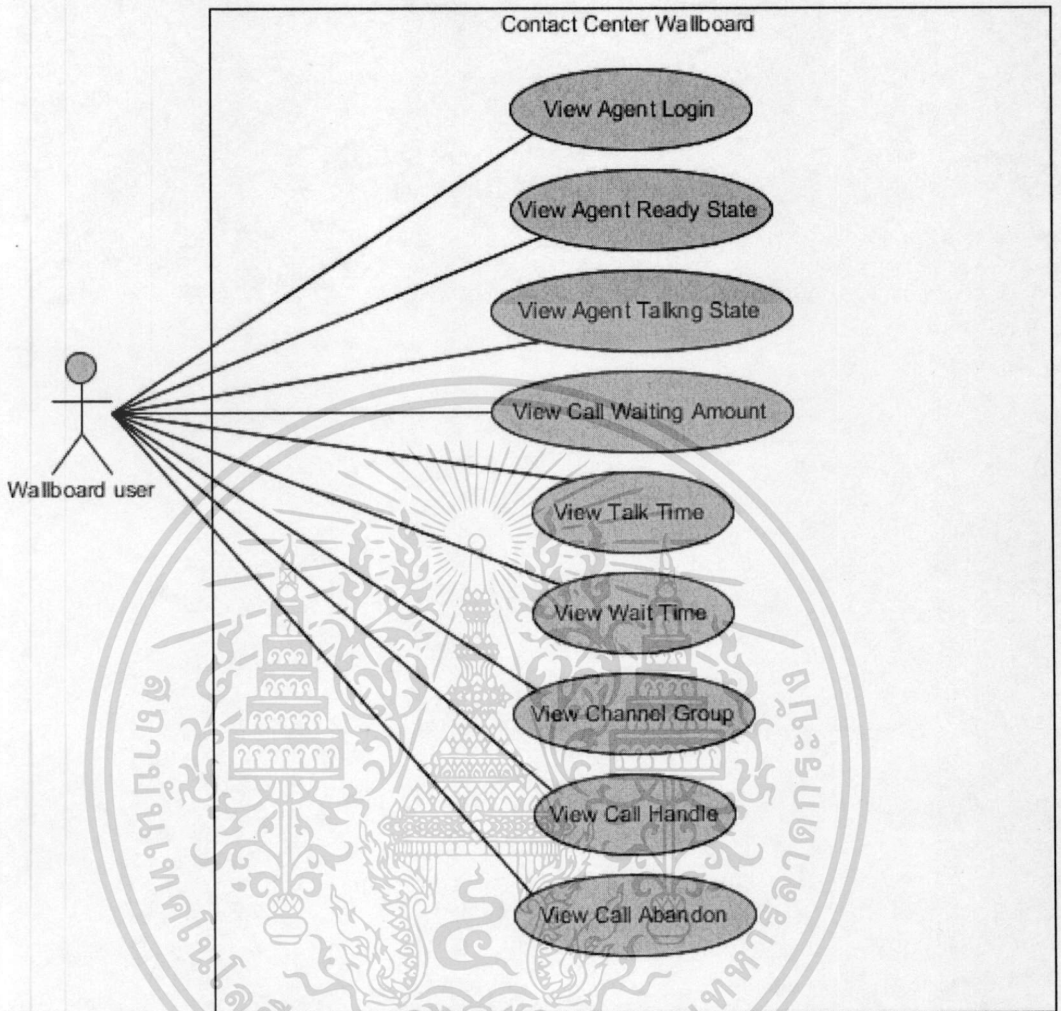 Contact Center Wallboard
View Agent Login
View Agent Ready State
View Agent Talkng State
View Call Waiting Amount
Wallboard user
View Talk Time
View Wait Time
View Channel Group
View Call Handle
View Call Abandon